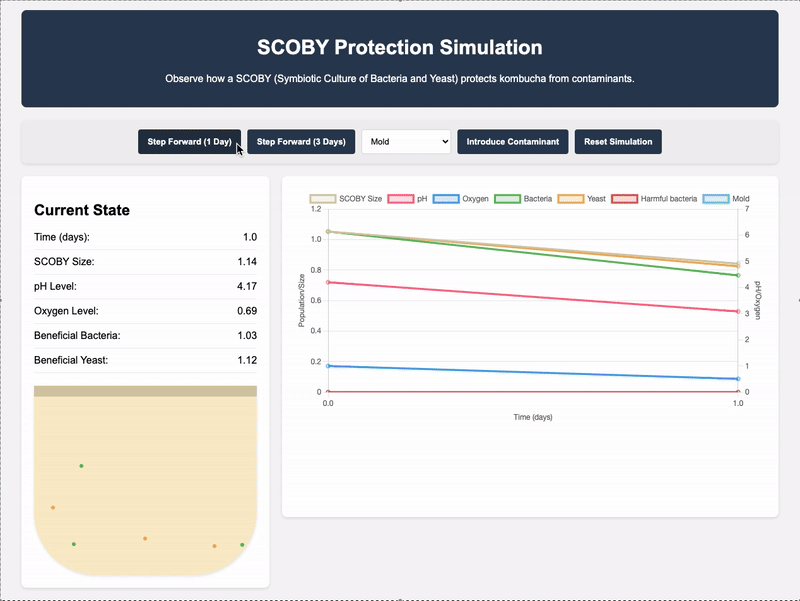 SCOBY Protection Simulation
Observe how a SCOBY (Symbiotic Culture of Bacteria and Yeast) protects kombucha from contaminants.
Step Forward (1 Day) Step Forward (3 Days) Mold Introduce Contaminant Reset Simulation
Current State
Time (days): 1.0
SCOBY Size: 1.14
pH Level: 4.17
Oxygen Level: 0.69
Beneficial Bacteria: 1.03
Beneficial Yeast: 1.12
SCOBY Size pH Oxygen Bacteria Yeast Harmful bacteria Mold
1.2
1.0
0.8
0.6
0.4
0.2
0
Population/Size
7
6
5
4
3
2
1
0
pH/Oxygen
0.0 1.0
Time (days)